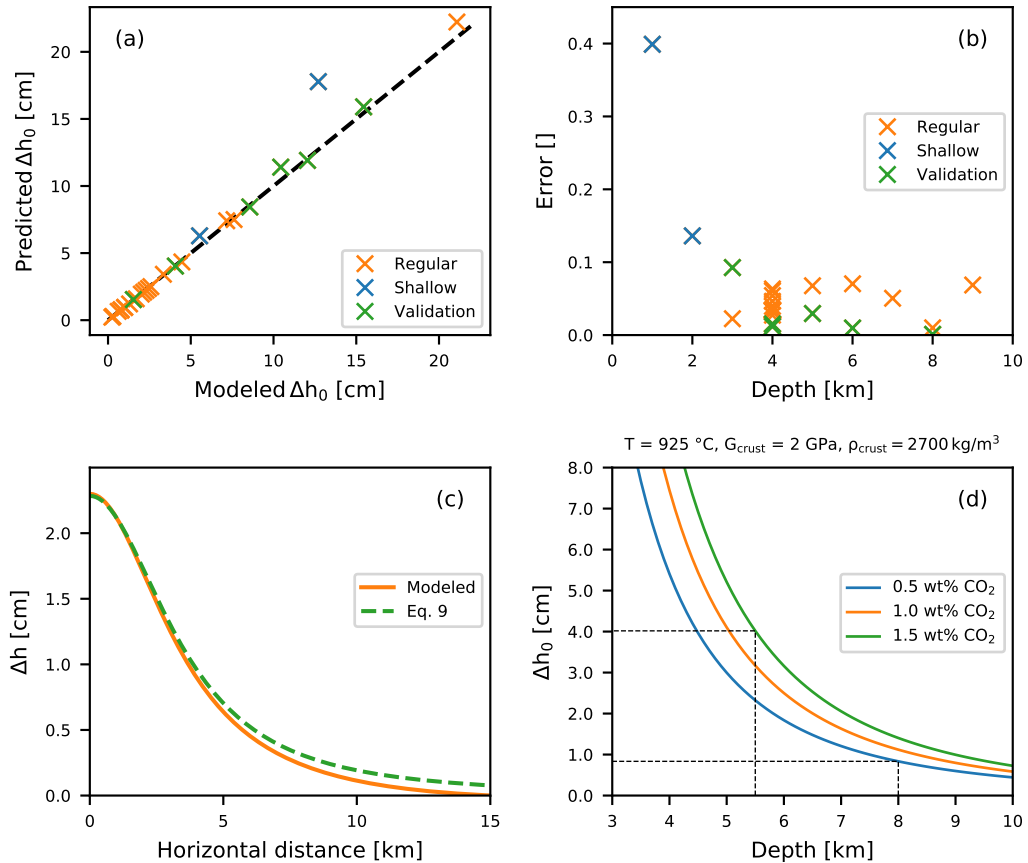 (a)
Predicted Δh₀ [cm]
20
15
10
5
0
Regular
Shallow
Validation
0 5 10 15 20
Modeled Δh₀ [cm]
(b)
Error []
0.4
0.3
0.2
0.1
0.0
Regular
Shallow
Validation
0 2 4 6 8 10
Depth [km]
(c)
Δh [cm]
2.0
1.5
1.0
0.5
0.0
Modeled
Eq. 9
0 5 10 15
Horizontal distance [km]
T = 925 °C, G_crust = 2 GPa, ρ_crust = 2700 kg/m³
(d)
Δh₀ [cm]
8.0
7.0
6.0
5.0
4.0
3.0
2.0
1.0
0.0
0.5 wt% CO₂
1.0 wt% CO₂
1.5 wt% CO₂
3 4 5 6 7 8 9 10
Depth [km]